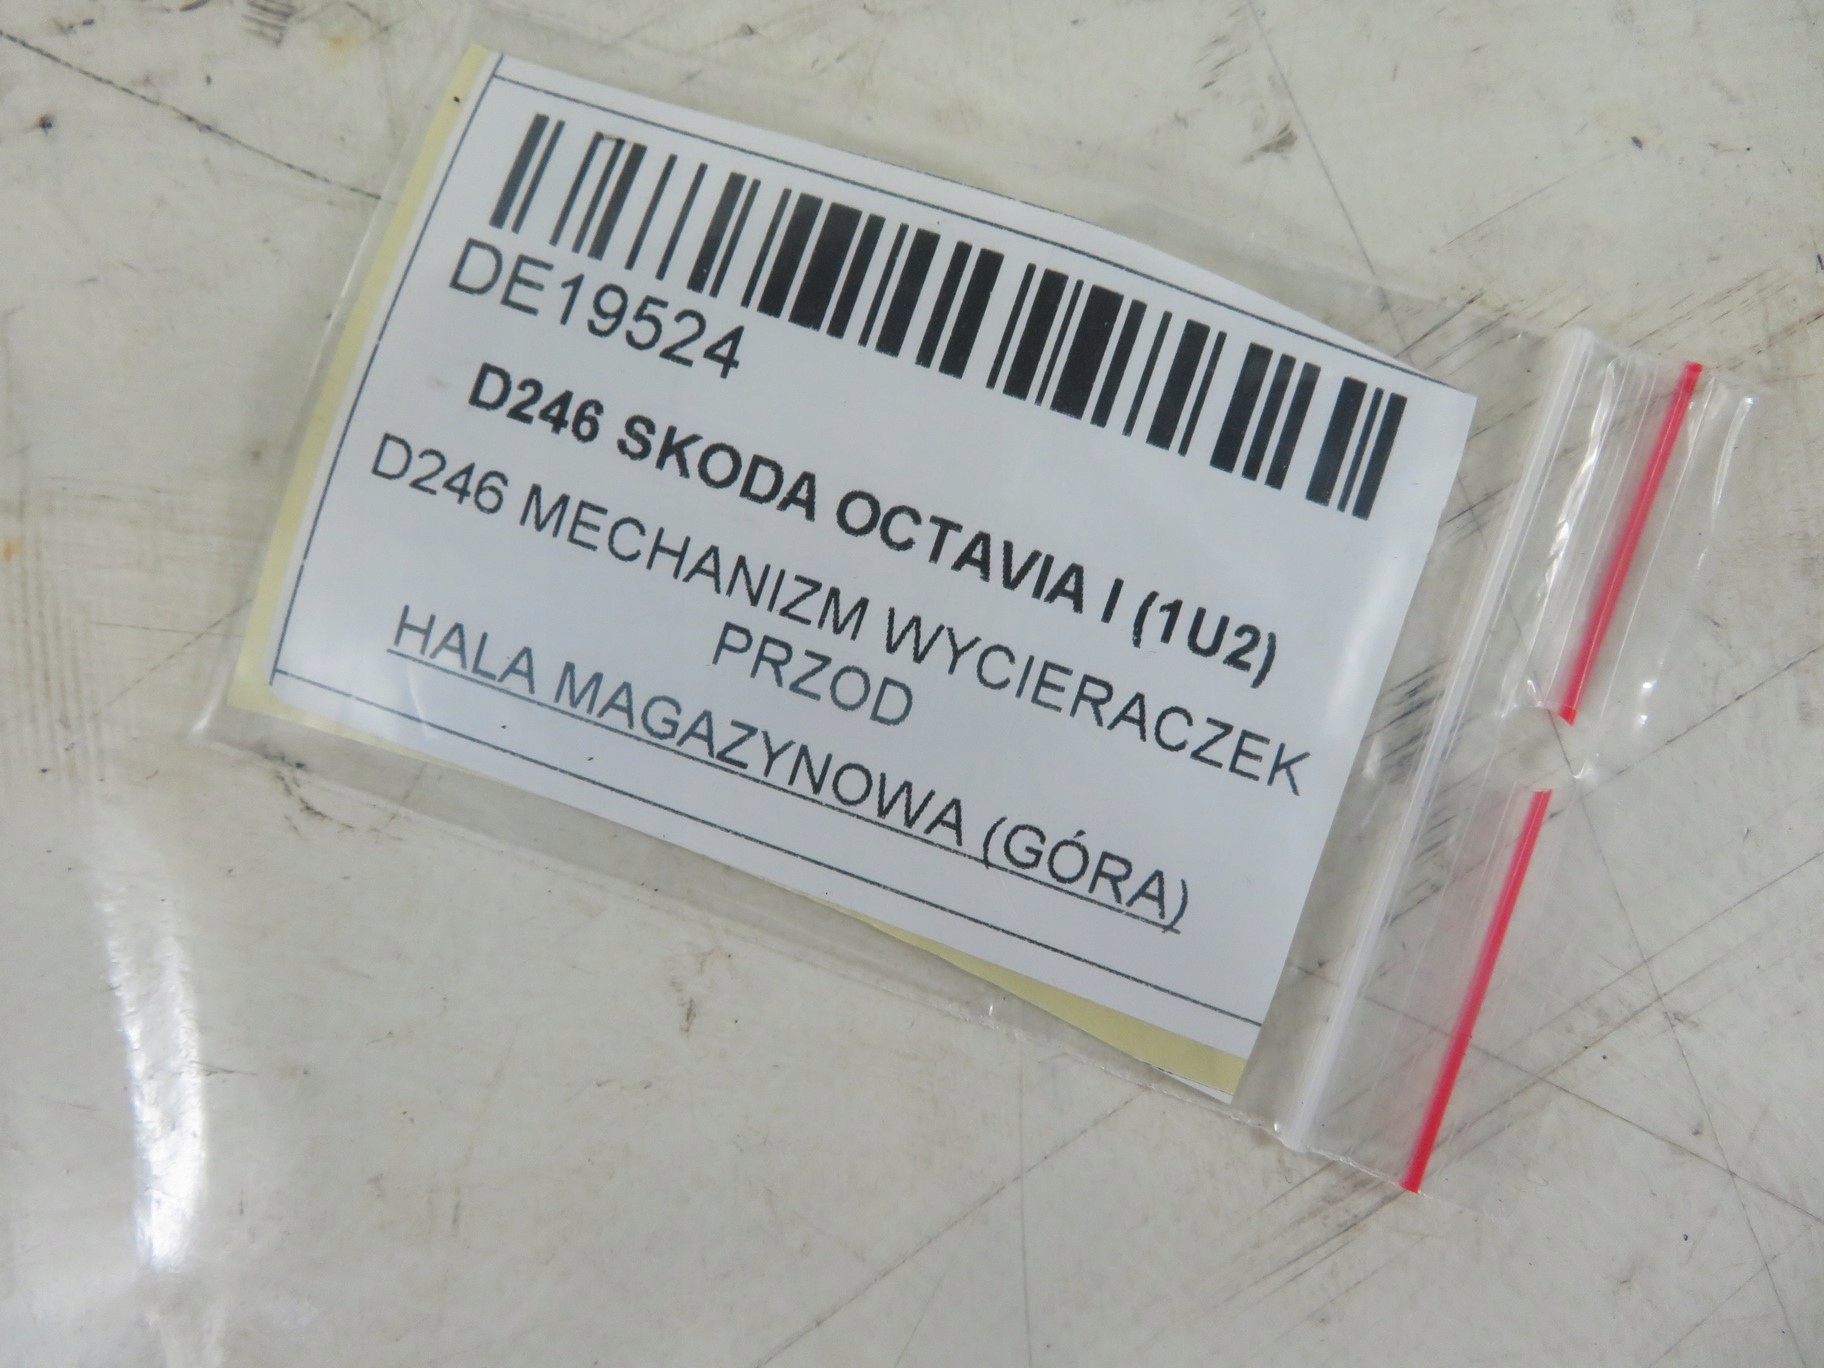 DE19524
D246 SKODA OCTAVIA I (1U2)
D246 MECHANIZM WYCIERACZEK
PRZOD
HALA MAGAZYNOWA (GÓRA)